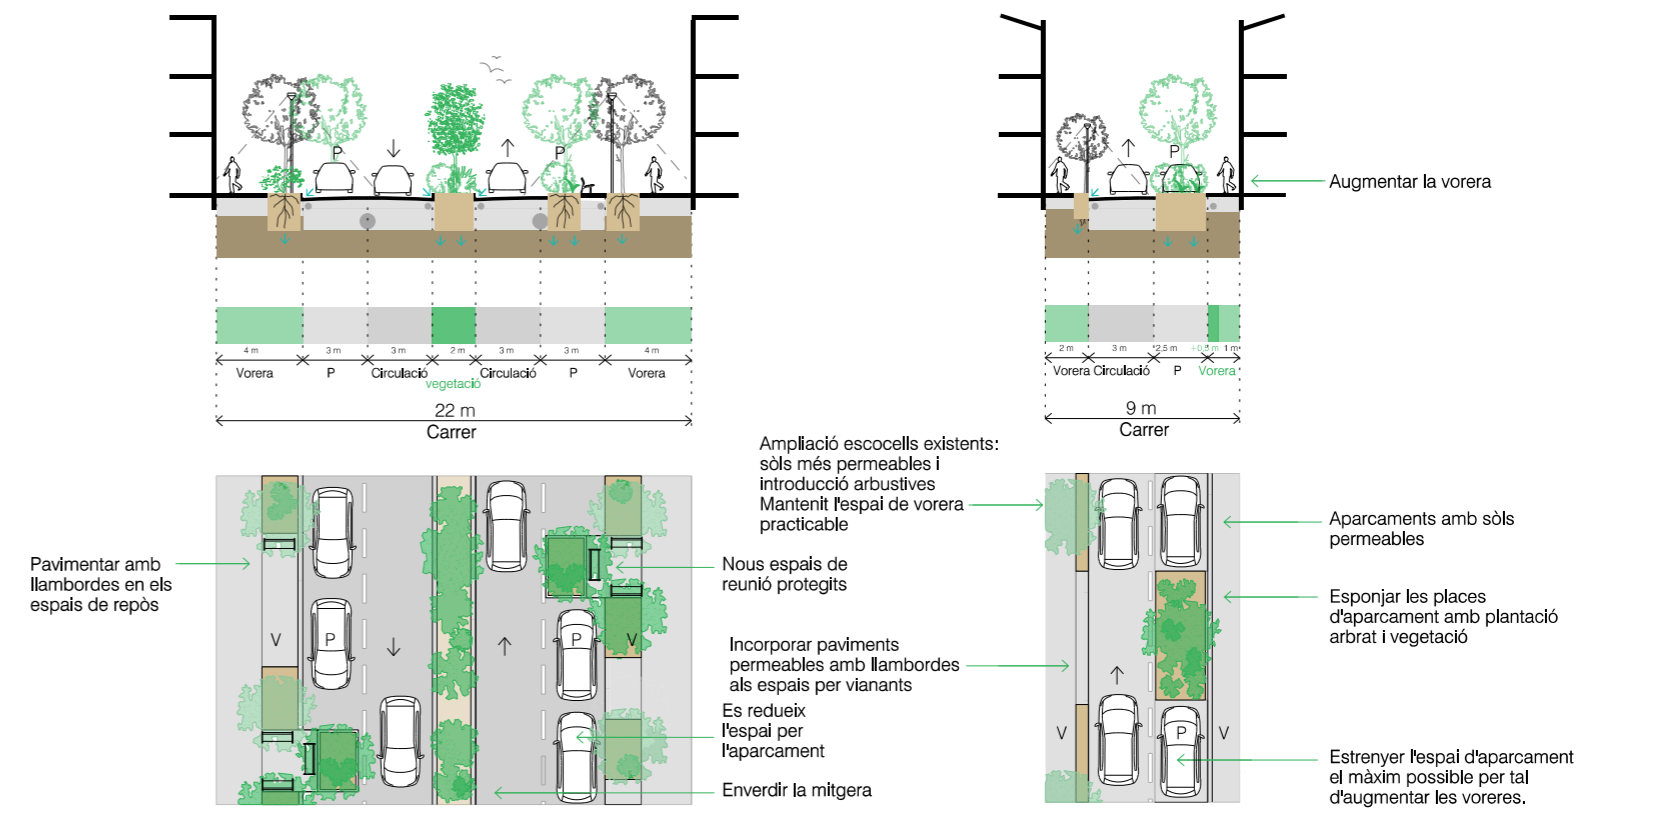 P
P
P
Augmentar la vorera
4 m
3 m
3 m
2 m
3 m
3 m
4 m
Vorera
P
Circulació
vegetació
Circulació
P
Vorera
22 m
Carrer
2 m
3 m
2,5 m
+0,5 m
1 m
Vorera
Circulació
P
Vorera
9 m
Carrer
Ampliació escocells existents:
sòls més permeables i
introducció arbustives
Mantenit l'espai de vorera
practicable
Pavimentar amb
llambordes en els
espais de repòs
Nous espais de
reunió protegits
Incorporar paviments
permeables amb llambordes
als espais per vianants
Es redueix
l'espai per
l'aparcament
Enverdir la mitgera
V
P
P
V
Aparcaments amb sòls
permeables
Esponjar les places
d'aparcament amb plantació
arbrat i vegetació
V
P
V
Estrenyer l'espai d'aparcament
el màxim possible per tal
d'augmentar les voreres.